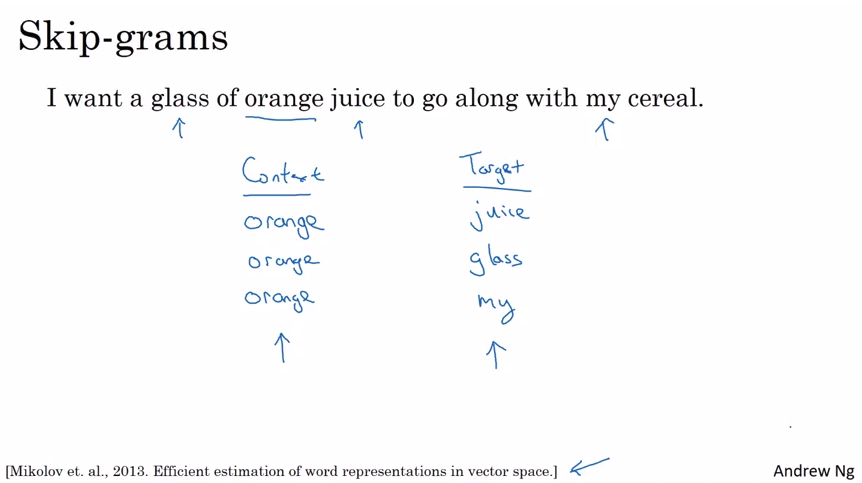 Skip-grams
I want a glass of orange juice to go along with my cereal.
Context Target
orange juice
orange glass
orange my
[Mikolov et. al., 2013. Efficient estimation of word representations in vector space.]
Andrew Ng